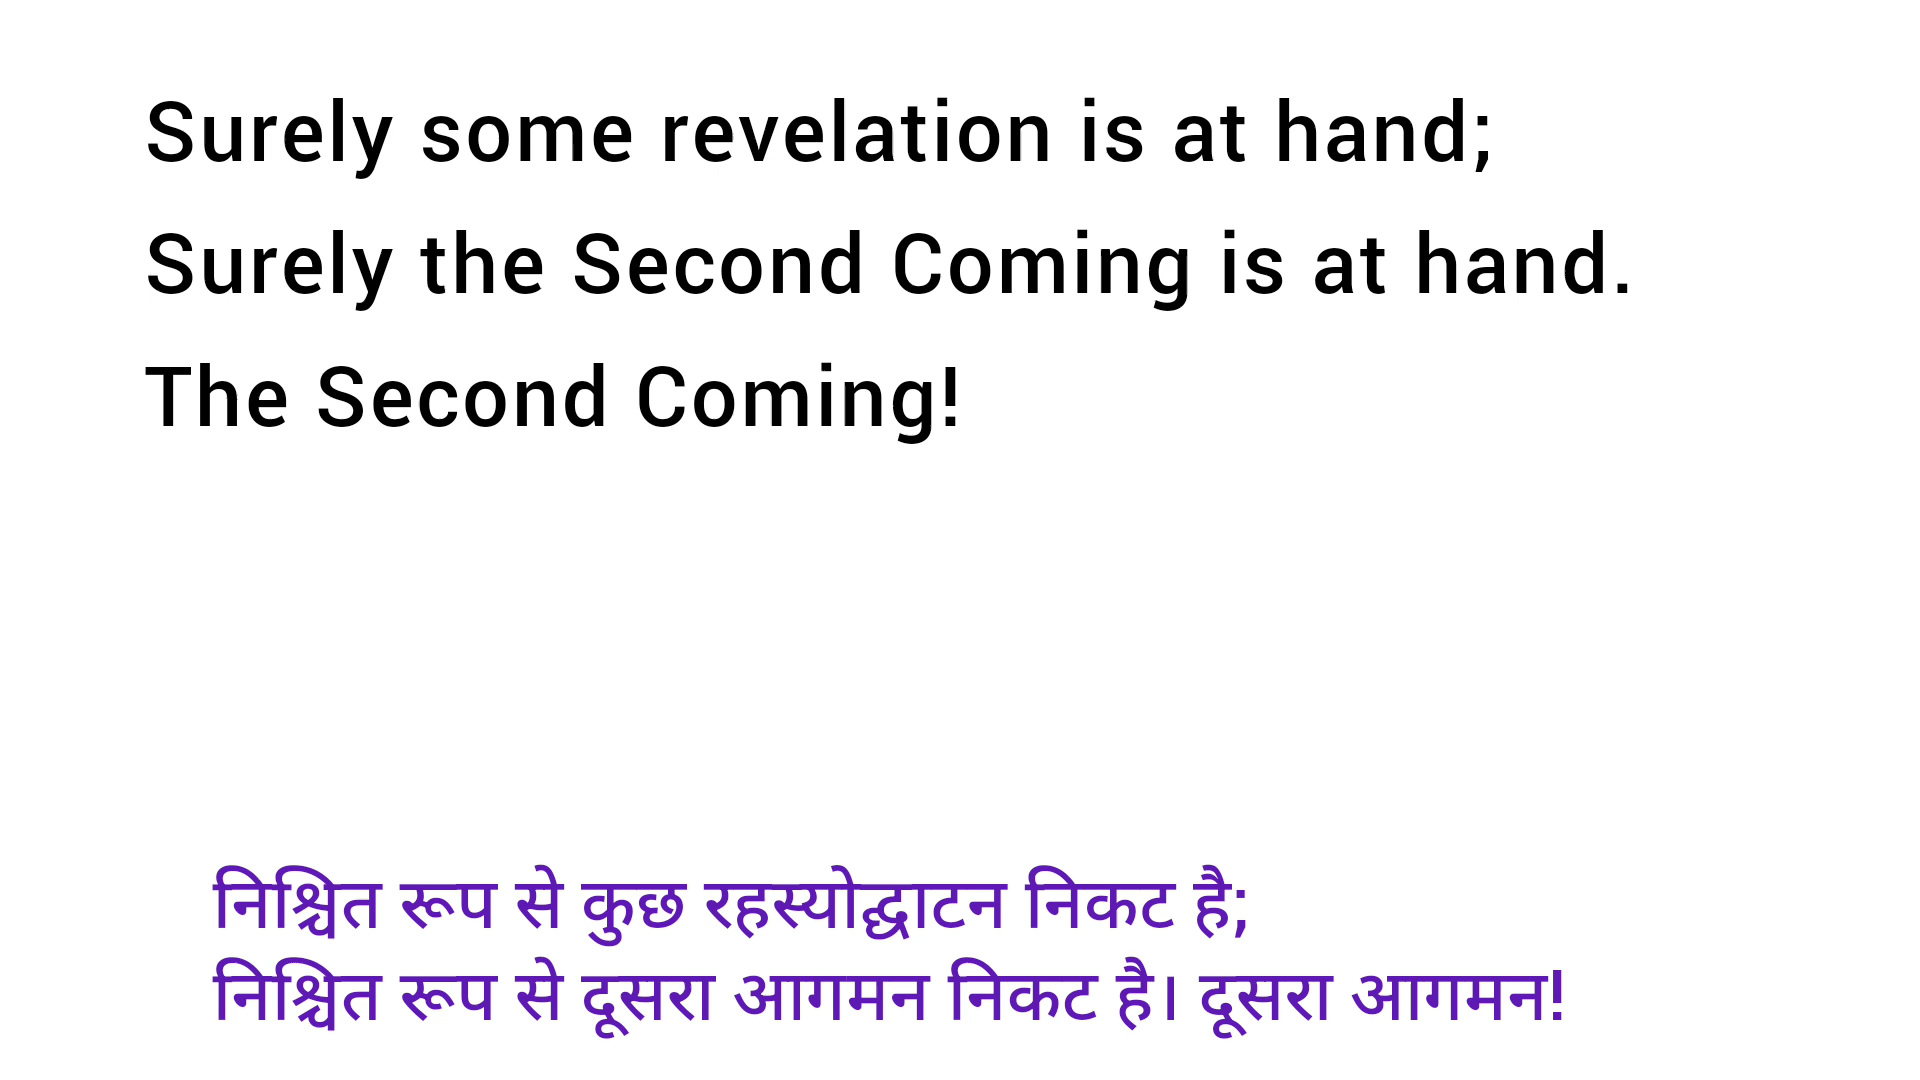 Surely some revelation is at hand;
Surely the Second Coming is at hand.
The Second Coming!
निश्चित रूप से कुछ रहस्योद्घाटन निकट है;
निश्चित रूप से दूसरा आगमन निकट है। दूसरा आगमन!